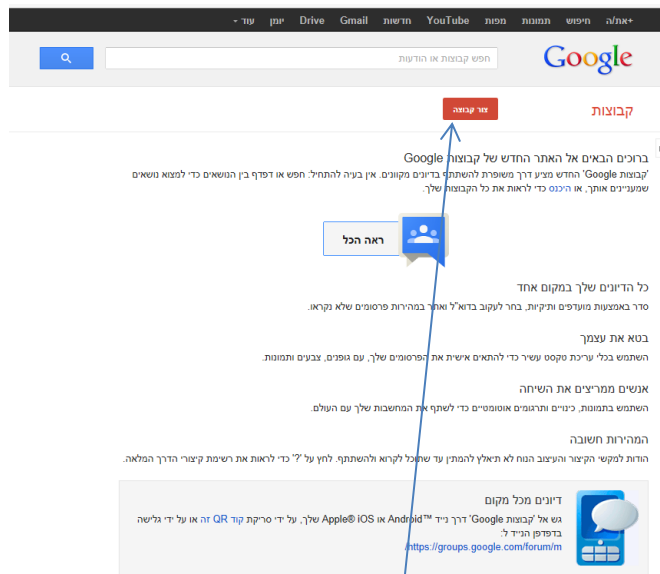 +את/ה חיפוש תמונות מפות YouTube חדשות Gmail Drive יומן עוד
Google
חפש קבוצות או הודעות
קבוצות
צור קבוצה
ברוכים הבאים אל האתר החדש של קבוצות Google
'קבוצות Google' החדש מציע דרך משופרת להשתתף בדיונים מקוונים. אין בעיה להתחיל: חפש או דפדף בין הנושאים כדי למצוא נושאים
שמעניינים אותך, או היכנס כדי לראות את כל הקבוצות שלך.
ראה הכל
כל הדיונים שלך במקום אחד
סדר באמצעות מועדפים ותיקיות, בחר לעקוב בדוא"ל ואתר במהירות פרסומים שלא נקראו.
בטא את עצמך
השתמש בכלי עריכת טקסט עשיר כדי להתאים אישית את הפרסומים שלך, עם גופנים, צבעים ותמונות.
אנשים ממריצים את השיחה
השתמש בתמונות, כינויים ותרגומים אוטומטיים כדי לשתף את המחשבות שלך עם העולם.
המהירות חשובה
הודות למקשי הקיצור והעיצוב הנוח לא תיאלץ להמתין עד שתוכל לקרוא ולהשתתף. לחץ על '?' כדי לראות את רשימת קיצורי הדרך המלאה.
דיונים מכל מקום
גש אל 'קבוצות Google' דרך נייד Android™ או Apple® iOS שלך, על ידי סריקת קוד QR זה או על ידי גלישה
בדפדפן הנייד ל:
https://groups.google.com/forum/m/